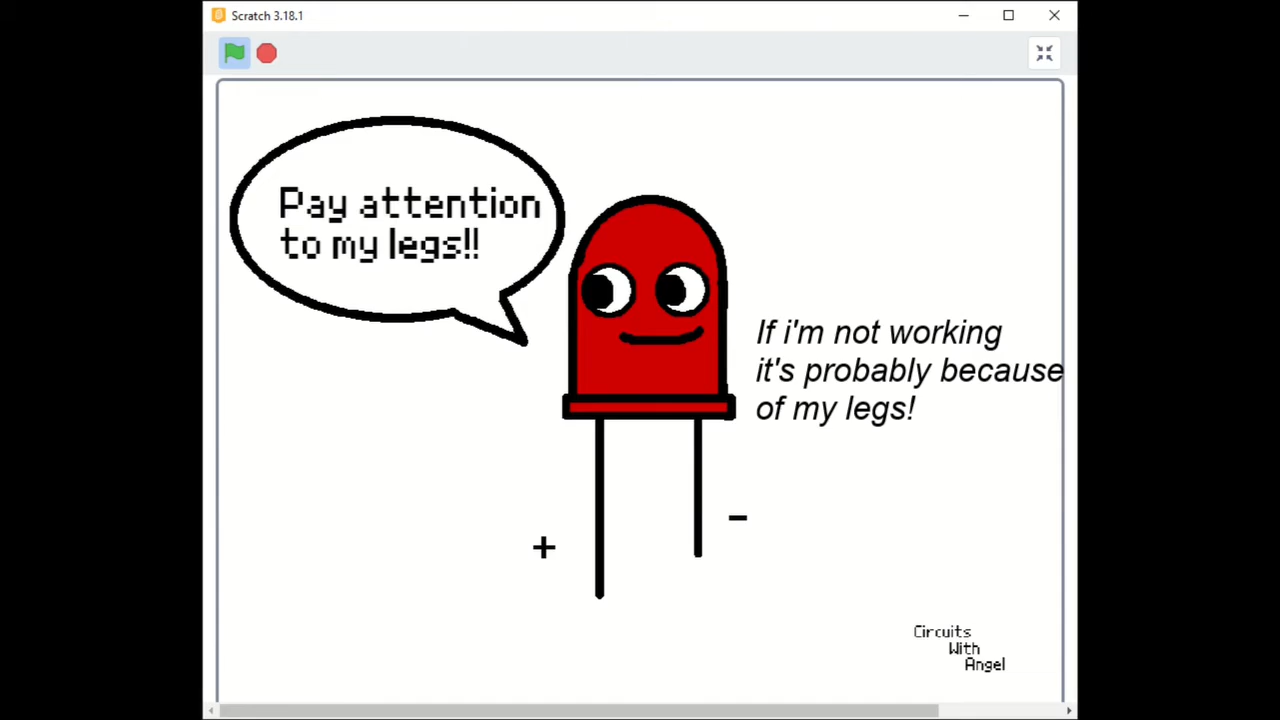 Scratch 3.18.1
Pay attention
to my legs!!
If i'm not working
it's probably because
of my legs!
+
-
Circuits
With
Angel